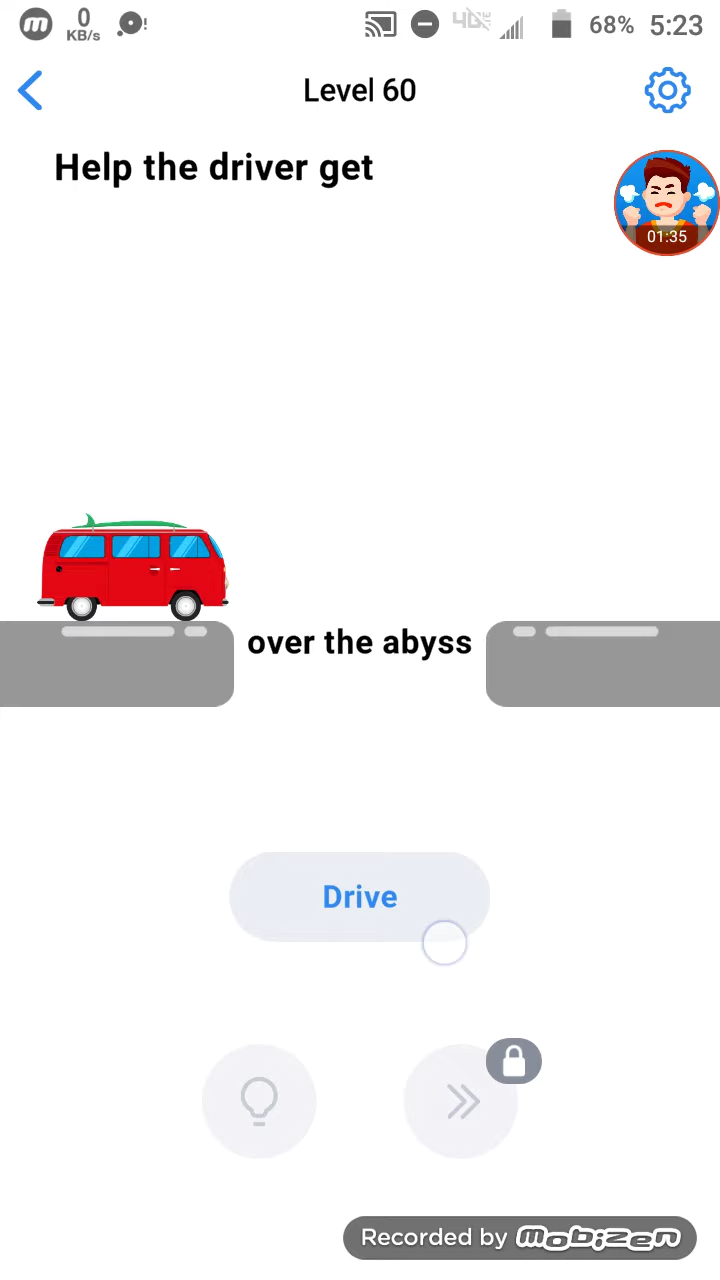 0
KB/s
68% 5:23
Level 60
Help the driver get
01:35
over the abyss
Drive
Recorded by mobizen